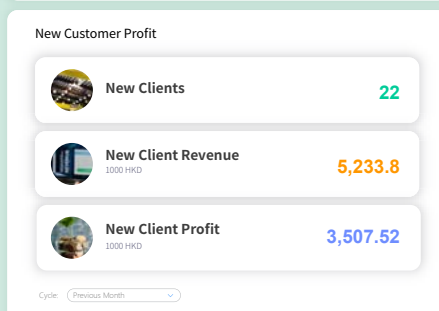 New Customer Profit
New Clients
22
New Client Revenue
1000 HKD
5,233.8
New Client Profit
1000 HKD
3,507.52
Cycle: Previous Month